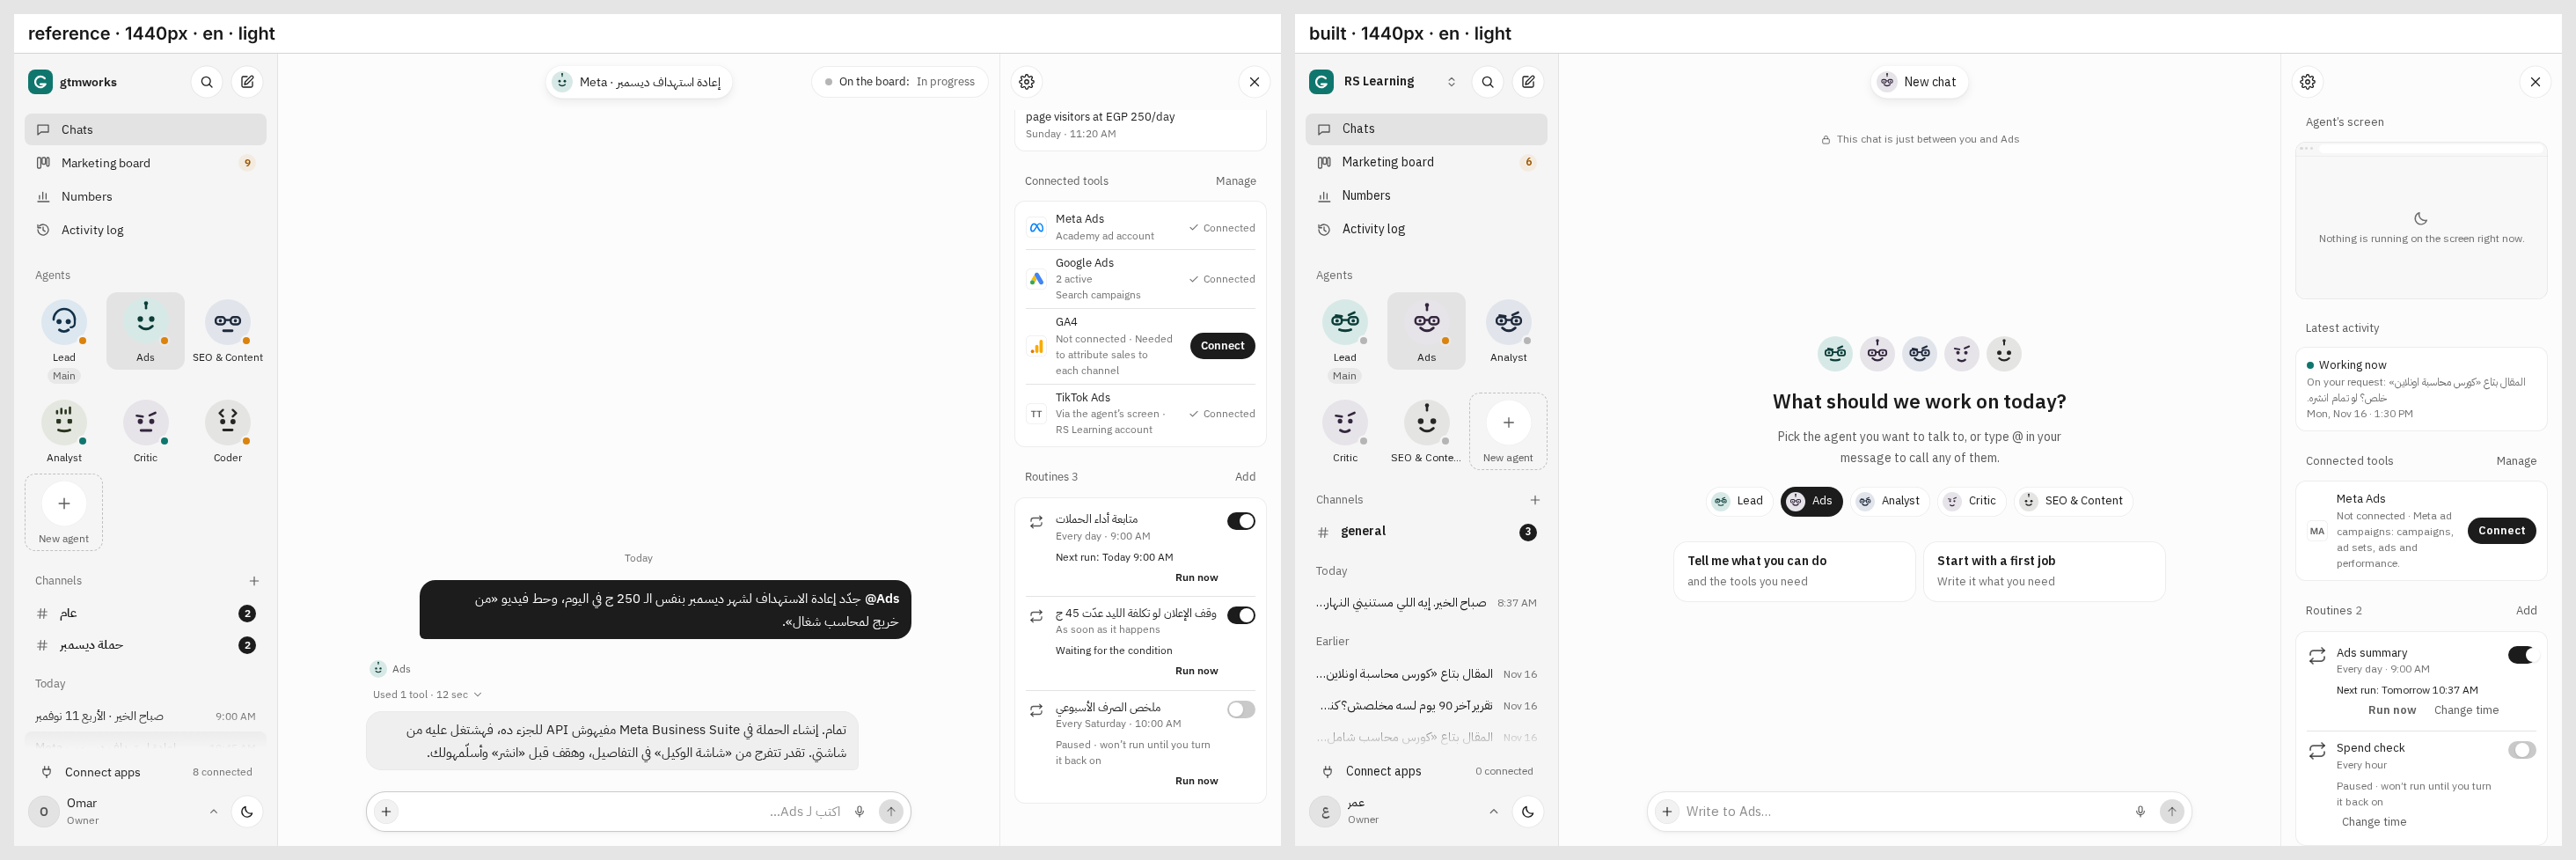 reference · 1440px · en · light
gtmworks
Chats
Marketing board 9
Numbers
Activity log
Agents
Lead
Main
Ads
SEO & Content
Analyst
Critic
Coder
New agent
Channels
عام 2
حملة ديسمبر 2
Today
صباح الخير · الأربع 11 نوفمبر 9:00 AM
Connect apps 8 connected
O
Omar
Owner
إعادة استهداف ديسمبر · Meta
On the board: In progress
Today
@Ads جدّد إعادة الاستهداف لشهر ديسمبر بنفس الـ 250 ج في اليوم، وحط فيديو «من
خريج لمحاسب شغال».
Ads
Used 1 tool · 12 sec
تمام. إنشاء الحملة في Meta Business Suite مفيهوش API للجزء ده، فهشتغل عليه من
شاشتي. تقدر تتفرج من «شاشة الوكيل» في التفاصيل، وهقف قبل «انشر» وأسلّمهولك.
اكتب لـ Ads...
page visitors at EGP 250/day
Sunday · 11:20 AM
Connected tools Manage
Meta Ads
Academy ad account
Connected
Google Ads
2 active
Search campaigns
Connected
GA4
Not connected · Needed
to attribute sales to
each channel
Connect
TT
TikTok Ads
Via the agent's screen ·
RS Learning account
Connected
Routines 3 Add
متابعة أداء الحملات
Every day · 9:00 AM
Next run: Today 9:00 AM
Run now
وقف الإعلان لو تكلفة الليد عدّت 45 ج
As soon as it happens
Waiting for the condition
Run now
ملخص الصرف الأسبوعي
Every Saturday · 10:00 AM
Paused · won't run until you turn
it back on
Run now
built · 1440px · en · light
RS Learning
Chats
Marketing board 6
Numbers
Activity log
Agents
Lead
Main
Ads
Analyst
Critic
SEO & Conte...
New agent
Channels
general 3
Today
صباح الخير. إيه اللي مستنيني النهار... 8:37 AM
Earlier
المقال بتاع «كورس محاسبة اونلاين... Nov 16
تقرير آخر 90 يوم لسه مخلصش؟ كن... Nov 16
المقال بتاع «كورس محاسب شامل... Nov 16
Connect apps 0 connected
ع
عمر
Owner
New chat
This chat is just between you and Ads
What should we work on today?
Pick the agent you want to talk to, or type @ in your
message to call any of them.
Lead
Ads
Analyst
Critic
SEO & Content
Tell me what you can do
and the tools you need
Start with a first job
Write it what you need
Write to Ads...
Agent's screen
Nothing is running on the screen right now.
Latest activity
Working now
On your request: المقال بتاع «كورس محاسبة اونلاين»
خلص؟ لو تمام انشره.
Mon, Nov 16 · 1:30 PM
Connected tools Manage
MA
Meta Ads
Not connected · Meta ad
campaigns: campaigns,
ad sets, ads and
performance.
Connect
Routines 2 Add
Ads summary
Every day · 9:00 AM
Next run: Tomorrow 10:37 AM
Run now Change time
Spend check
Every hour
Paused · won't run until you turn
it back on
Change time